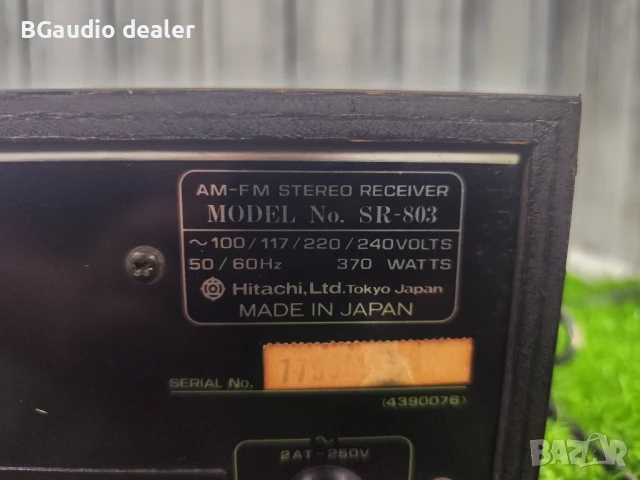 BGaudio dealer
AM-FM STEREO RECEIVER
MODEL No. SR-803
~100/117/220/240VOLTS
50/60Hz 370 WATTS
Hitachi, Ltd. Tokyo Japan
MADE IN JAPAN
SERIAL No.
(4390076)
~
2AT-250V
BAZAR